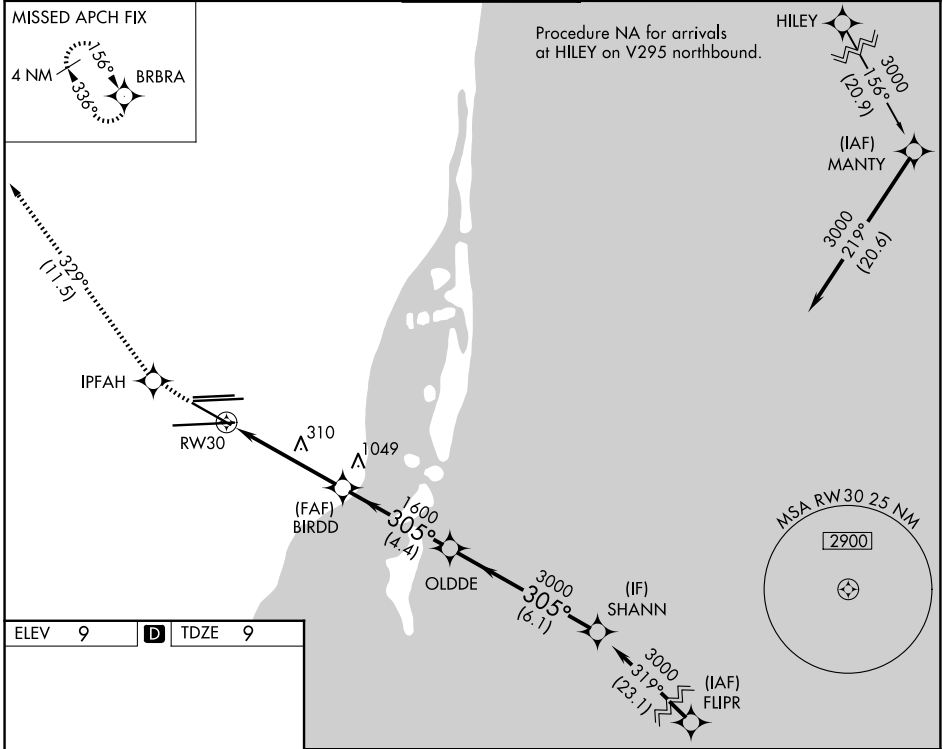 MISSED APCH FIX
156°
4 NM
BRBRA
336°
Procedure NA for arrivals
at HILEY on V295 northbound.
HILEY
3000
156°
(20.9)
(IAF)
MANTY
3000
219°
(20.6)
329°
(11.5)
IPFAH
RW30
310
1049
(FAF)
BIRDD
1600
305°
(4.4)
OLDDE
3000
305°
(6.1)
(IF)
SHANN
MSA RW30 25 NM
2900
3000
319°
(23.1)
(IAF)
FLIPR
ELEV 9 D TDZE 9